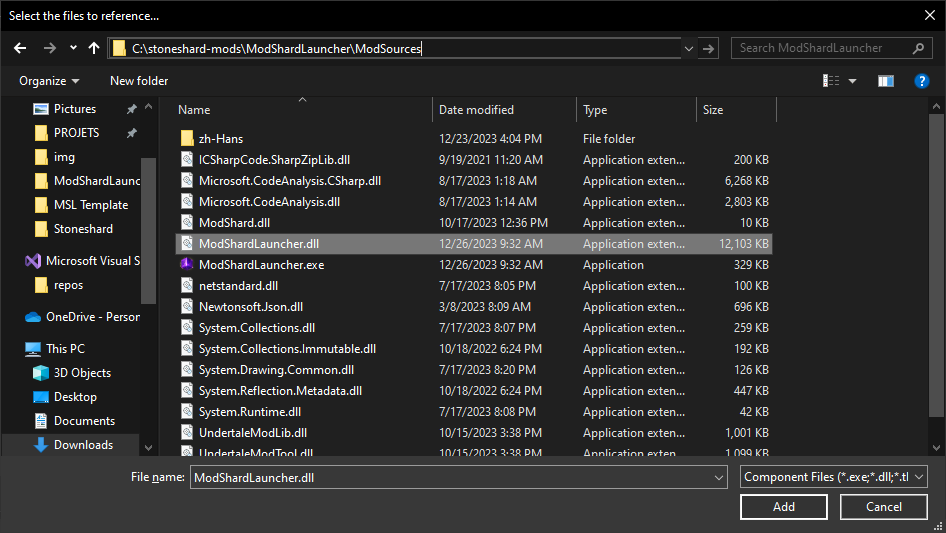 Select the files to reference...
C:\stoneshard-mods\ModShardLauncher\ModSources
Search ModShardLauncher
Organize
New folder
Name Date modified Type Size
Pictures
PROJETS
img
ModShardLaunc
MSL Template
Stoneshard
Microsoft Visual S
repos
OneDrive - Person
This PC
3D Objects
Desktop
Documents
Downloads
zh-Hans 12/23/2023 4:04 PM File folder
ICSharpCode.SharpZipLib.dll 9/19/2021 11:20 AM Application exten... 200 KB
Microsoft.CodeAnalysis.CSharp.dll 8/17/2023 1:18 AM Application exten... 6,268 KB
Microsoft.CodeAnalysis.dll 8/17/2023 1:14 AM Application exten... 2,803 KB
ModShard.dll 10/17/2023 12:36 PM Application exten... 10 KB
ModShardLauncher.dll 12/26/2023 9:32 AM Application exten... 12,103 KB
ModShardLauncher.exe 12/26/2023 9:32 AM Application 329 KB
netstandard.dll 7/17/2023 8:05 PM Application exten... 100 KB
Newtonsoft.Json.dll 3/8/2023 8:09 AM Application exten... 696 KB
System.Collections.dll 7/17/2023 8:07 PM Application exten... 259 KB
System.Collections.Immutable.dll 10/18/2022 6:24 PM Application exten... 192 KB
System.Drawing.Common.dll 7/17/2023 8:20 PM Application exten... 126 KB
System.Reflection.Metadata.dll 10/18/2022 6:24 PM Application exten... 447 KB
System.Runtime.dll 7/17/2023 8:08 PM Application exten... 42 KB
UndertaleModLib.dll 10/15/2023 3:38 PM Application exten... 1,001 KB
UndertaleModTool.dll 10/15/2023 3:38 PM Application exten... 1,099 KB
File name: ModShardLauncher.dll
Component Files (*.exe;*.dll;*.tl
Add
Cancel